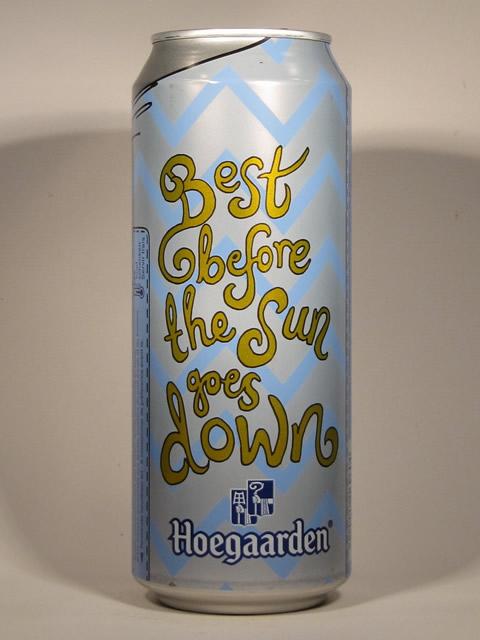 Best
before
the Sun
goes
down
Hoegaarden®